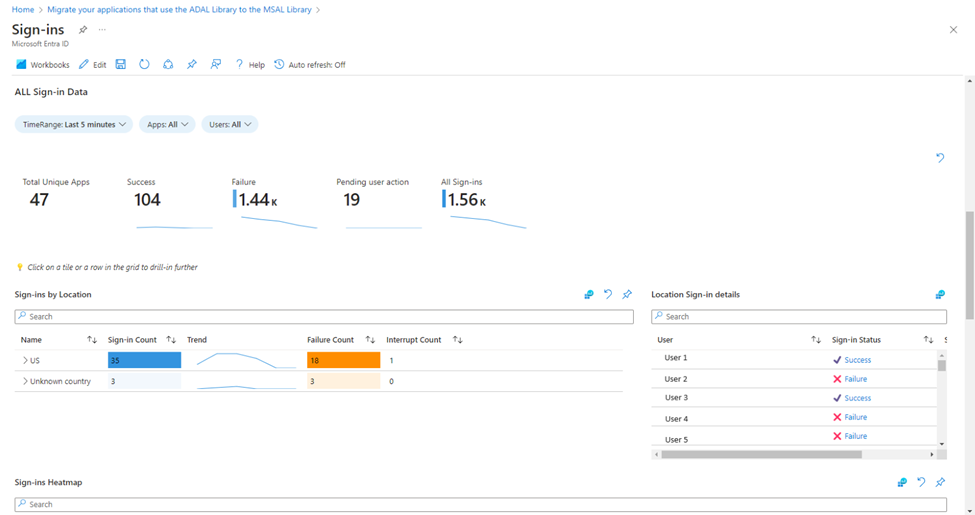 Home > Migrate your applications that use the ADAL Library to the MSAL Library >
Sign-ins ...
Microsoft Entra ID
Workbooks Edit ? Help Auto refresh: Off
ALL Sign-in Data
TimeRange: Last 5 minutes Apps: All Users: All
Total Unique Apps Success Failure Pending user action All Sign-ins
47 104 1.44 K 19 1.56 K
Click on a tile or a row in the grid to drill-in further
Sign-ins by Location
Search
Name Sign-in Count Trend Failure Count Interrupt Count
US 35 18 1
Unknown country 3 3 0
Location Sign-in details
Search
User Sign-in Status S
User 1 Success
User 2 Failure
User 3 Success
User 4 Failure
User 5 Failure
Sign-ins Heatmap
Search